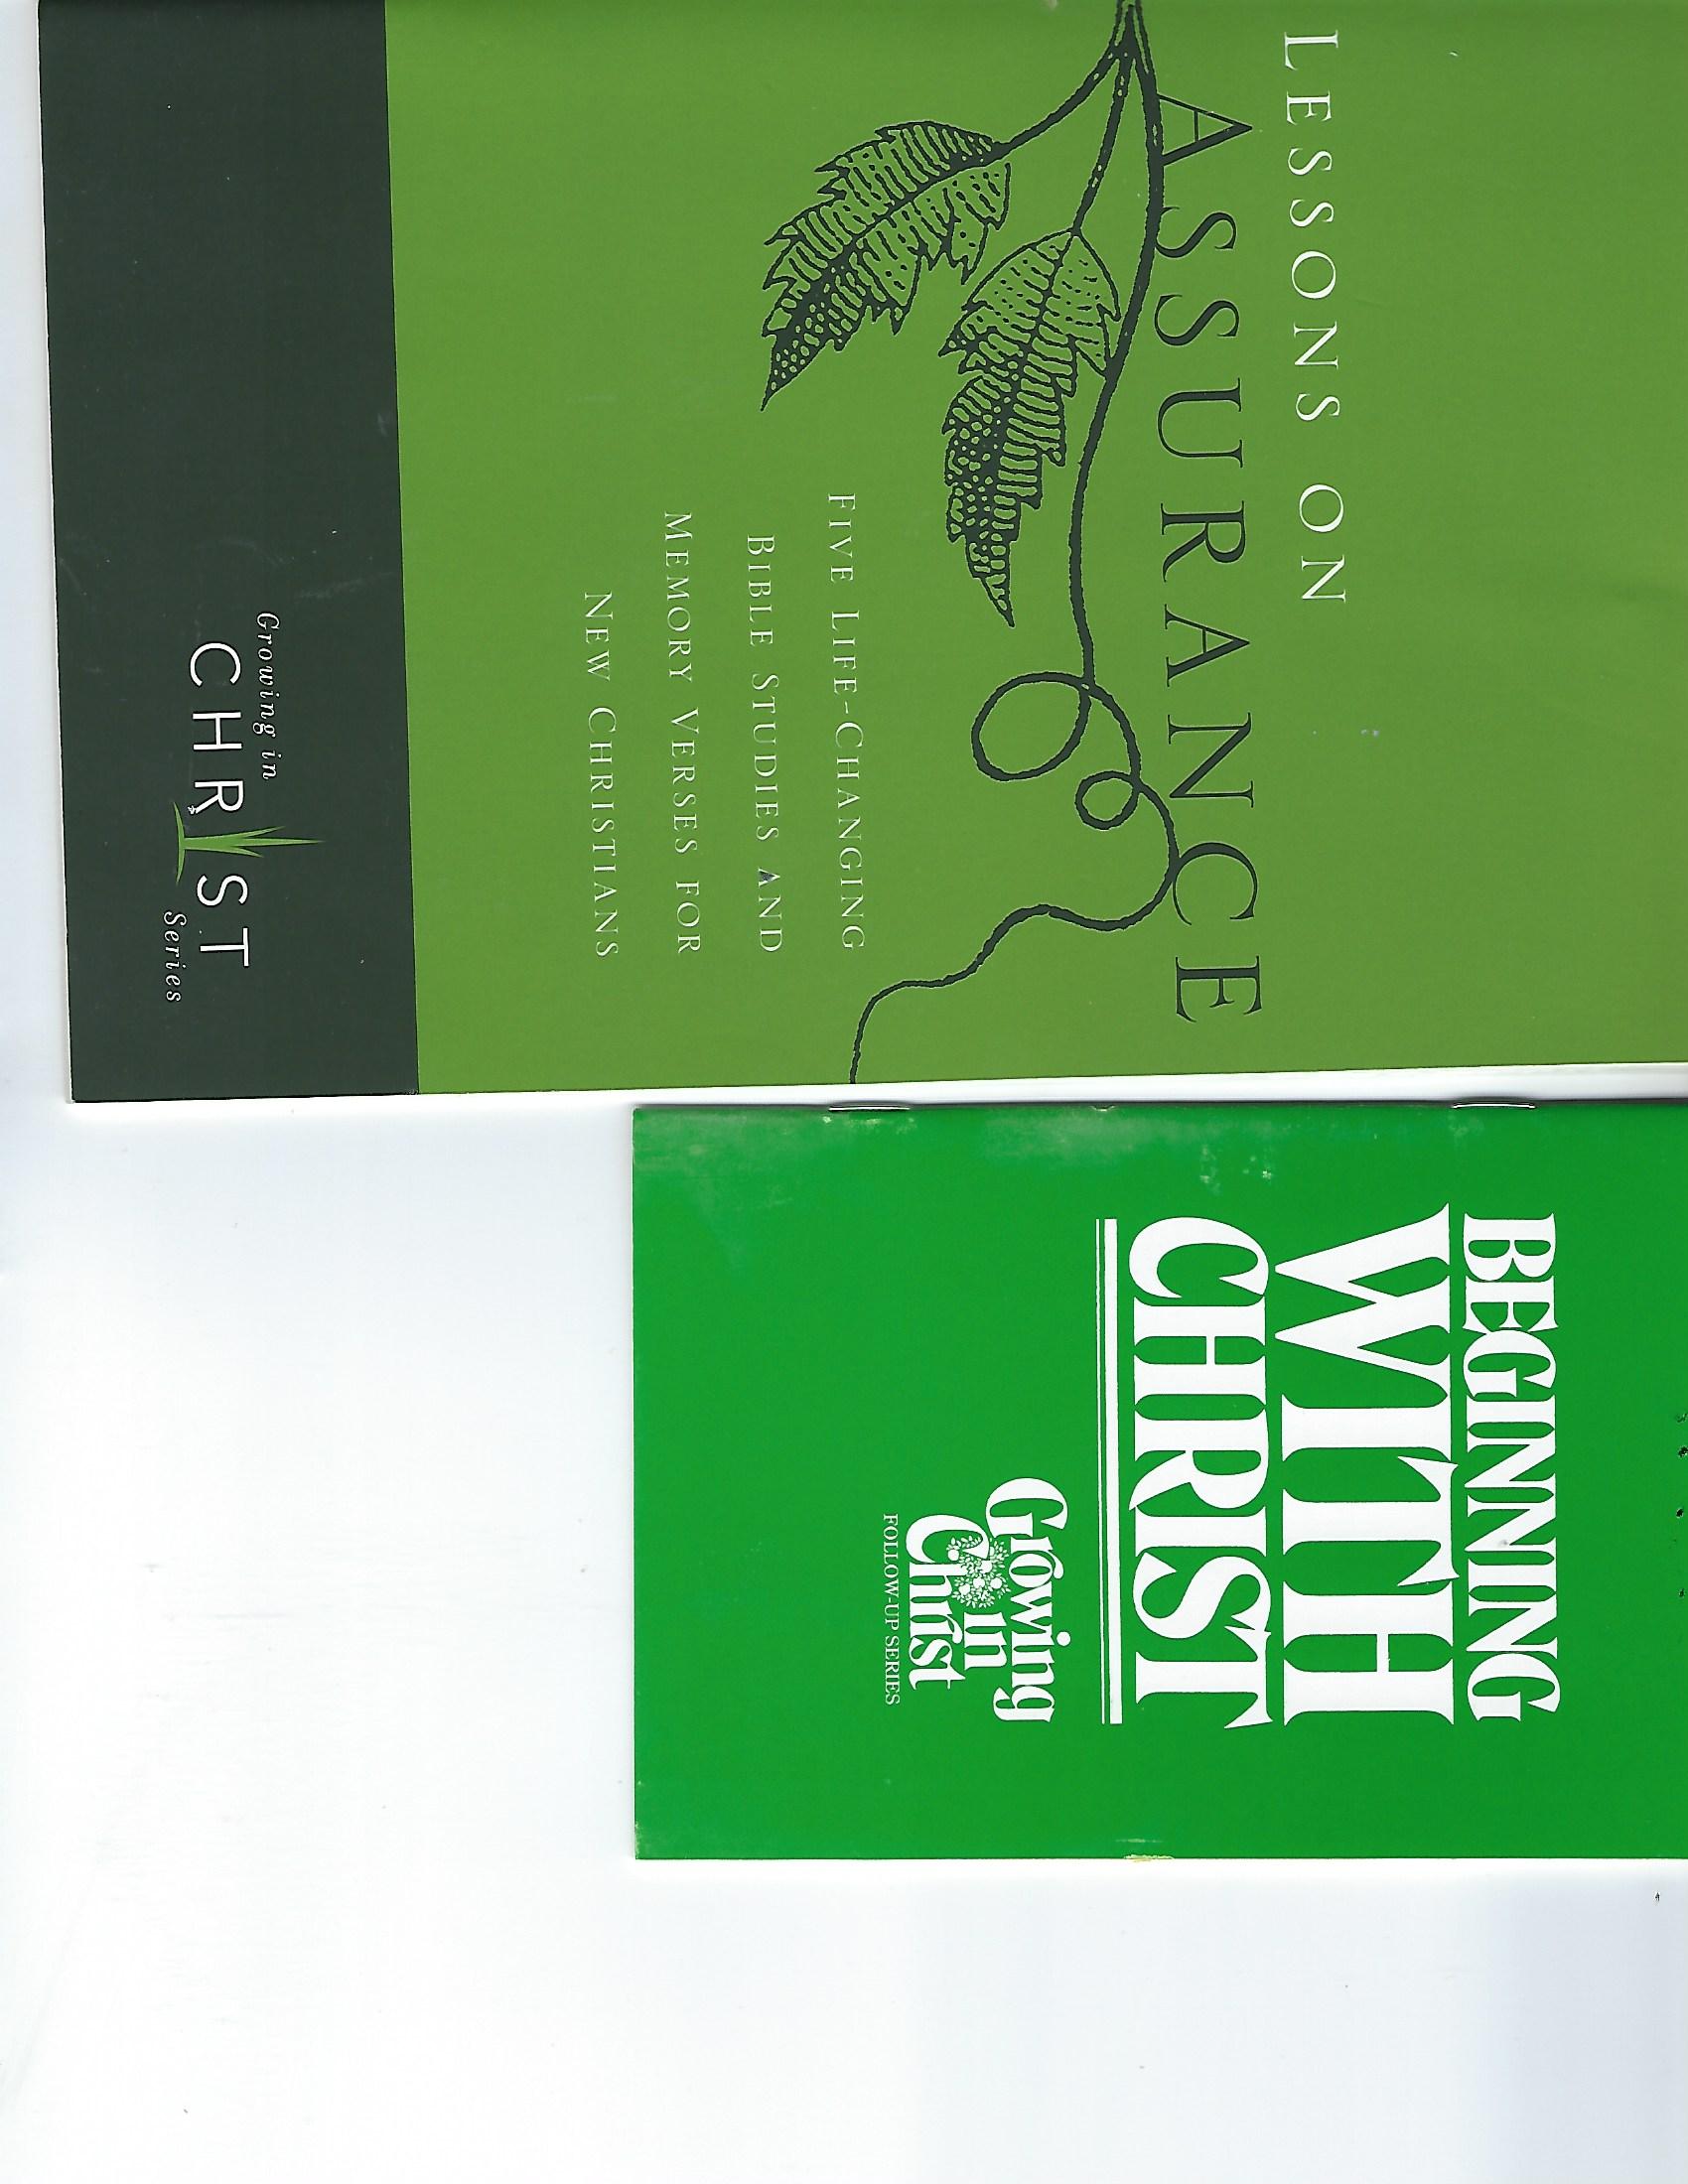 LESSONS ON
ASSURANCE
FIVE LIFE-CHANGING
BIBLE STUDIES AND
MEMORY VERSES FOR
NEW CHRISTIANS
Growing in
CHRIST
Series
BEGINNING
WITH
CHRIST
Growing
in
Christ
FOLLOW-UP SERIES